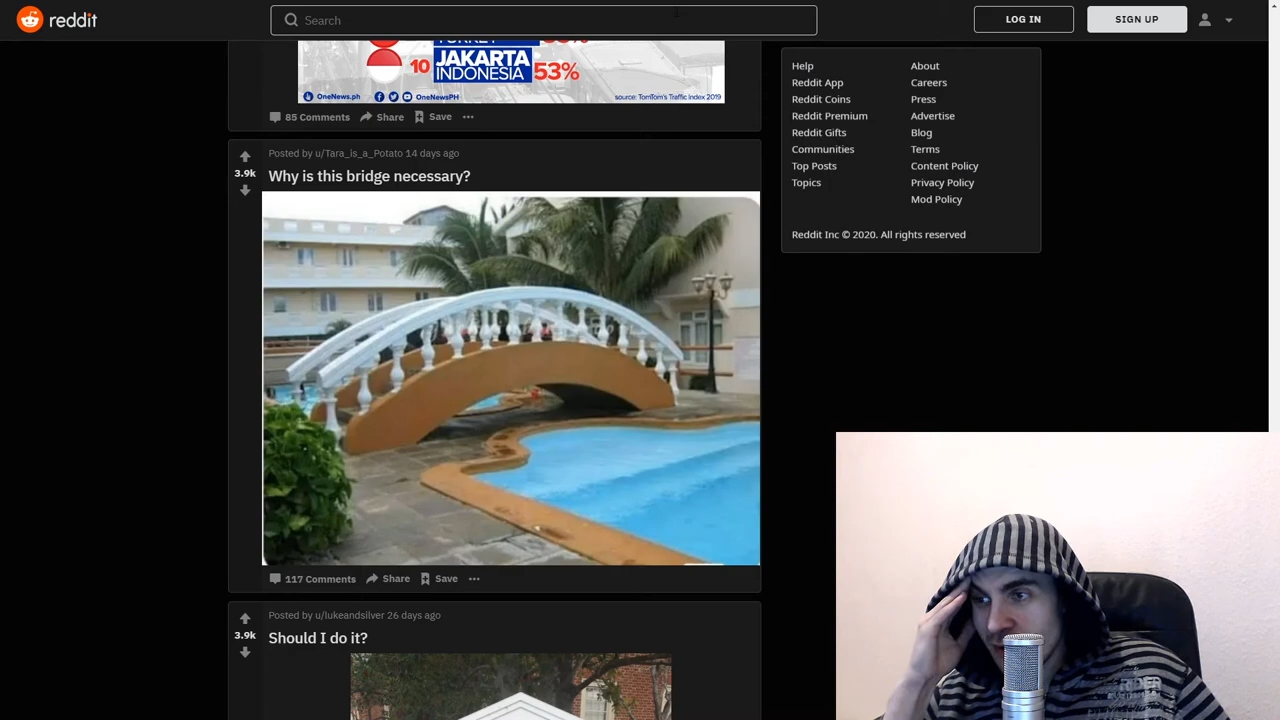 reddit
Search
LOG IN
SIGN UP
10 JAKARTA 53%
INDONESIA
OneNews.ph OneNewsPH source: TomTom's Traffic Index 2019
85 Comments Share Save
Posted by u/Tara_is_a_Potato 14 days ago
3.9k
Why is this bridge necessary?
117 Comments Share Save
Posted by u/lukeandsilver 26 days ago
3.9k
Should I do it?
Help About
Reddit App Careers
Reddit Coins Press
Reddit Premium Advertise
Reddit Gifts Blog
Communities Terms
Top Posts Content Policy
Topics Privacy Policy
Mod Policy
Reddit Inc © 2020. All rights reserved